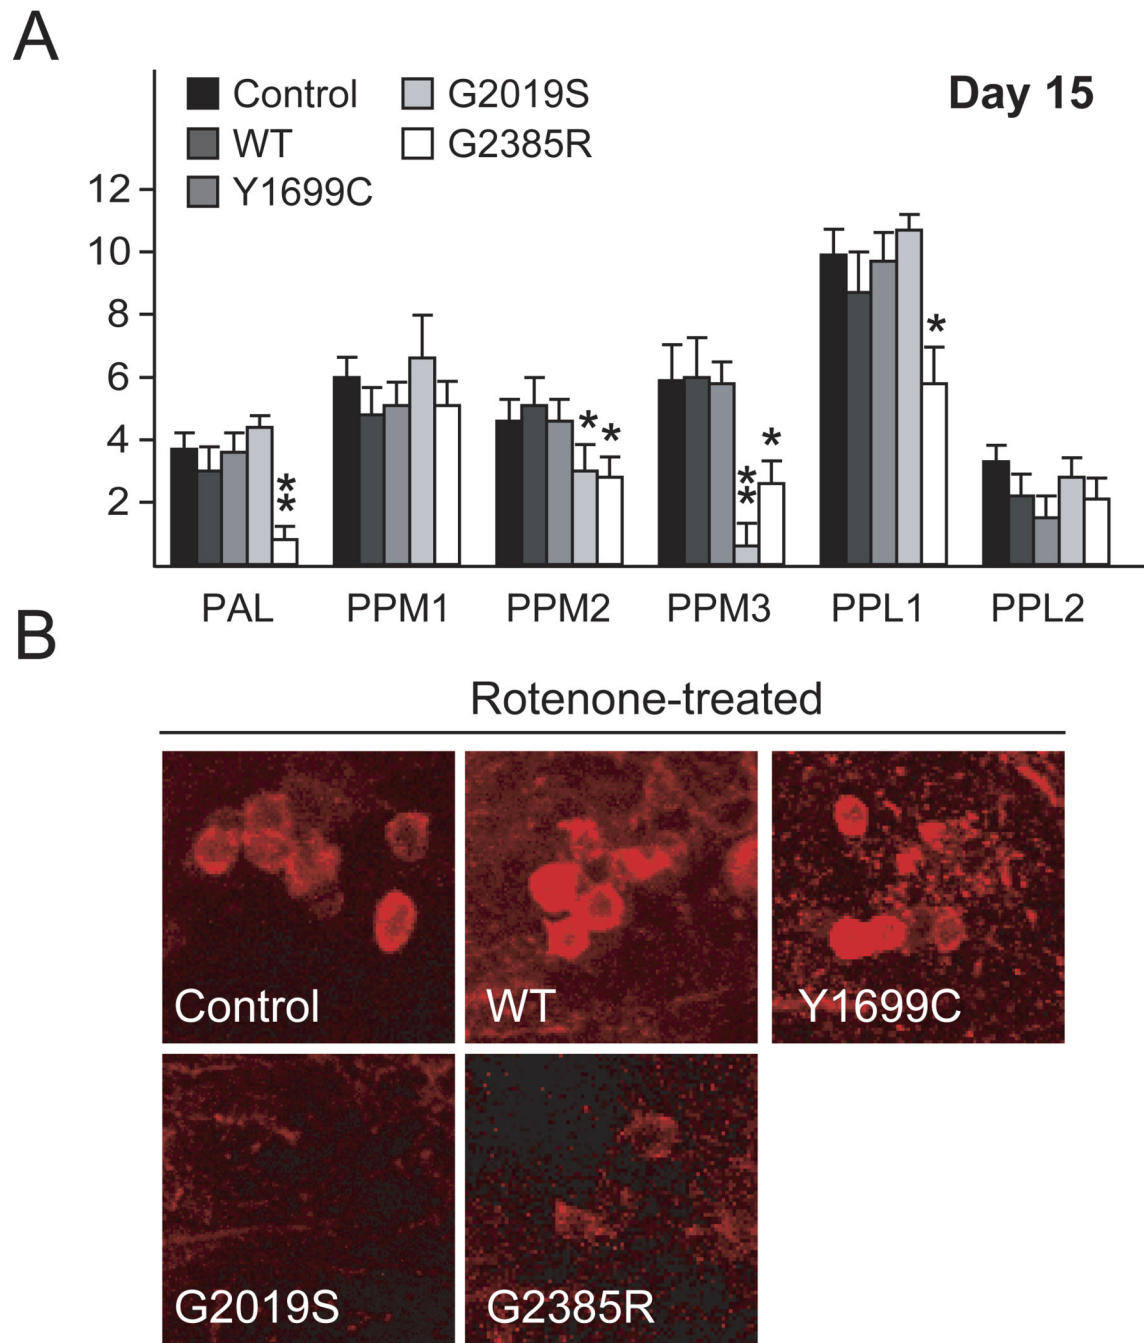 A
Control
G2019S
Day 15
WT
G2385R
Y1699C
12
10
8
6
4
2
*
*
*
*
*
*
*
*
PAL
PPM1
PPM2
PPM3
PPL1
PPL2
B
Rotenone-treated
Control
WT
Y1699C
G2019S
G2385R